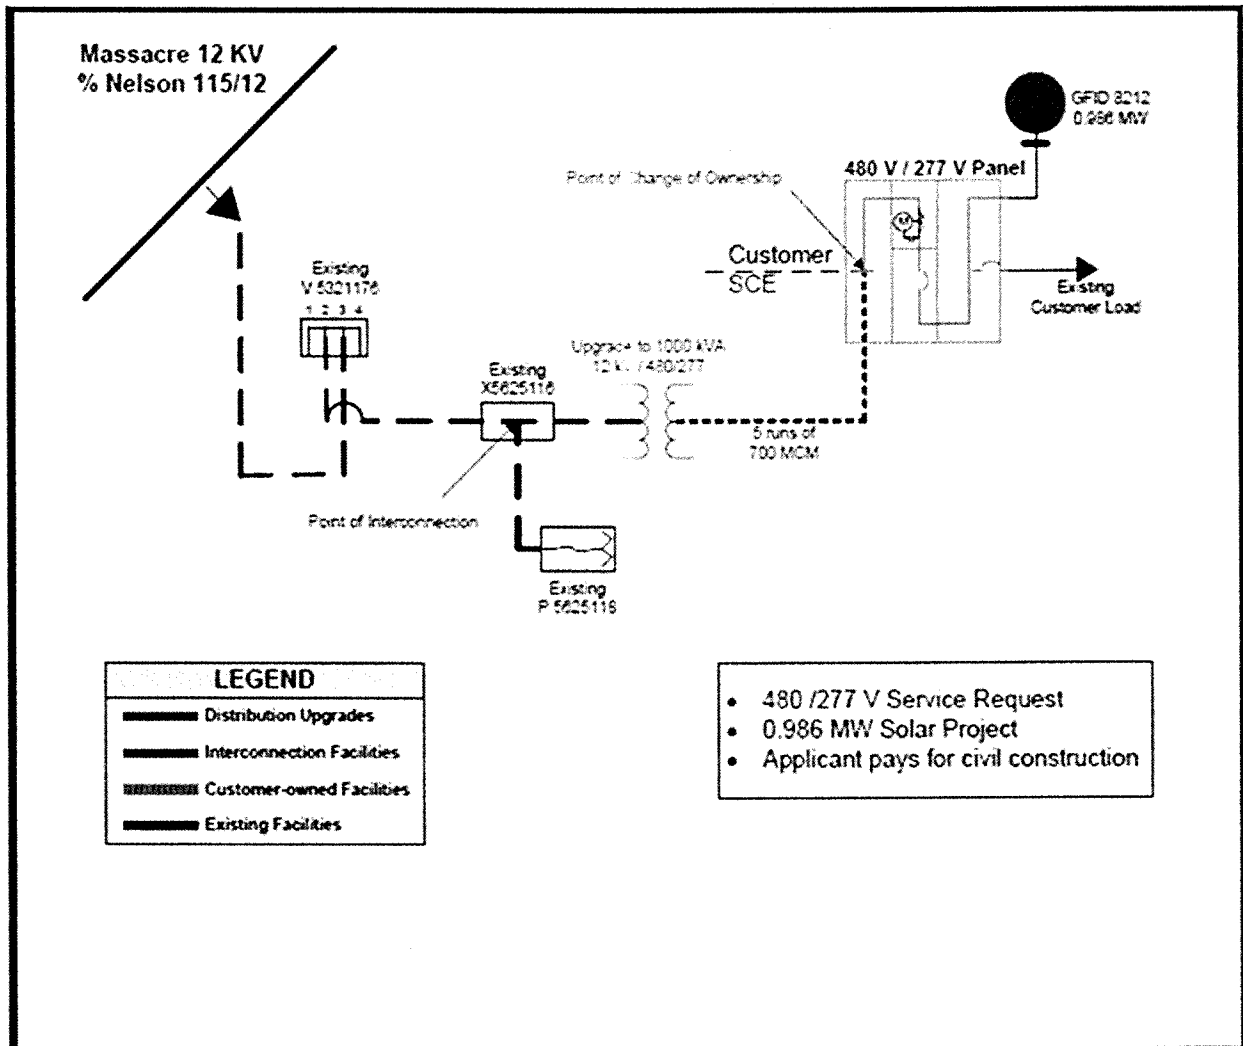 Massacre 12 KV
% Nelson 115/12
GFID 8212
0.986 MW
480 V / 277 V Panel
Point of Change of Ownership
Customer
SCE
Existing
Customer Load
Existing
V 5321176
1 2 3 4
Upgrade to 1000 kVA
12 kV / 480/277
Existing
X5625116
5 runs of
700 MCM
Point of Interconnection
Existing
P 5625118
LEGEND
Distribution Upgrades
Interconnection Facilities
Customer-owned Facilities
Existing Facilities
• 480 /277 V Service Request
• 0.986 MW Solar Project
• Applicant pays for civil construction
M